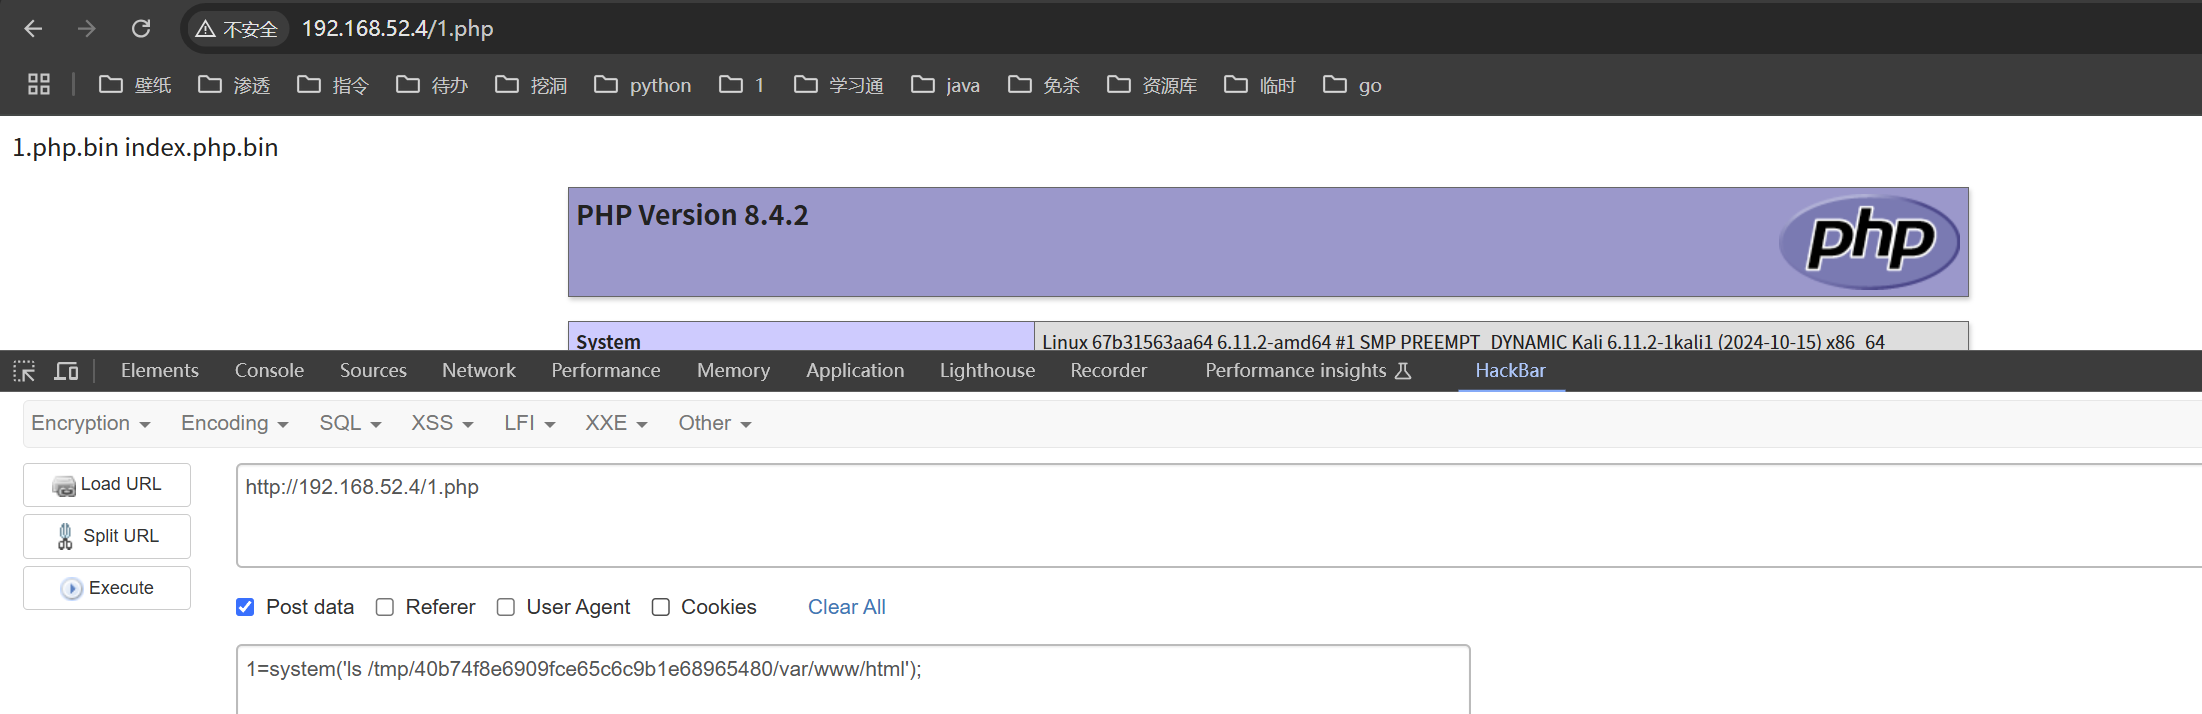 不安全 192.168.52.4/1.php
壁纸 渗透 指令 待办 挖洞 python 1 学习通 java 免杀 资源库 临时 go
1.php.bin index.php.bin
PHP Version 8.4.2
php
System Linux 67b31563aa64 6.11.2-amd64 #1 SMP PREEMPT_DYNAMIC Kali 6.11.2-1kali1 (2024-10-15) x86_64
Elements Console Sources Network Performance Memory Application Lighthouse Recorder Performance insights HackBar
Encryption Encoding SQL XSS LFI XXE Other
Load URL
http://192.168.52.4/1.php
Split URL
Execute
Post data Referer User Agent Cookies Clear All
1=system('ls /tmp/40b74f8e6909fce65c6c9b1e68965480/var/www/html');